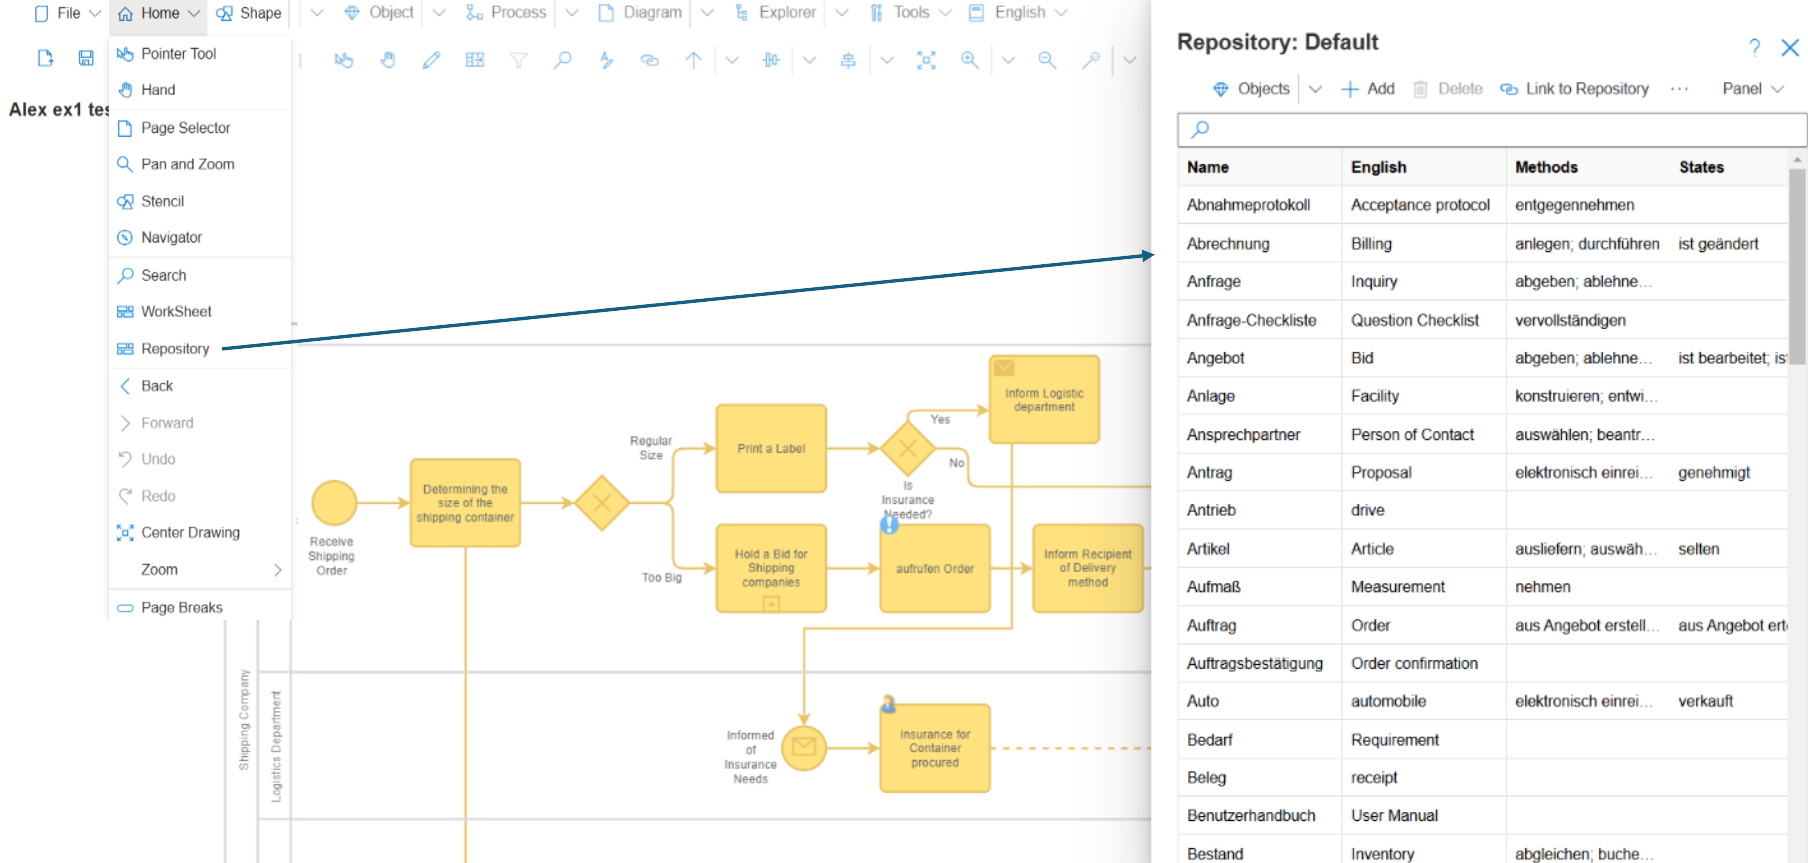 File
Home
Shape
Object
Process
Diagram
Explorer
Tools
English
Alex ex1 tes
Pointer Tool
Hand
Page Selector
Pan and Zoom
Stencil
Navigator
Search
WorkSheet
Repository
Back
Forward
Undo
Redo
Center Drawing
Zoom
Page Breaks
Receive
Shipping
Order
Determining the
size of the
shipping container
Regular
Size
Too Big
Print a Label
Hold a Bid for
Shipping
companies
Yes
No
Is
Insurance
Needed?
Inform Logistic
department
aufrufen Order
Inform Recipient
of Delivery
method
Shipping Company
Logistics Department
Informed
of
Insurance
Needs
Insurance for
Container
procured
Repository: Default
?
Objects
Add
Delete
Link to Repository
...
Panel
Name English Methods States
Abnahmeprotokoll Acceptance protocol entgegennehmen
Abrechnung Billing anlegen; durchführen ist geändert
Anfrage Inquiry abgeben; ablehne...
Anfrage-Checkliste Question Checklist vervollständigen
Angebot Bid abgeben; ablehne... ist bearbeitet; is
Anlage Facility konstruieren; entwi...
Ansprechpartner Person of Contact auswählen; beantr...
Antrag Proposal elektronisch einrei... genehmigt
Antrieb drive
Artikel Article ausliefern; auswäh... selten
Aufmaß Measurement nehmen
Auftrag Order aus Angebot erstell... aus Angebot ert
Auftragsbestätigung Order confirmation
Auto automobile elektronisch einrei... verkauft
Bedarf Requirement
Beleg receipt
Benutzerhandbuch User Manual
Bestand Inventory abgleichen; buche...